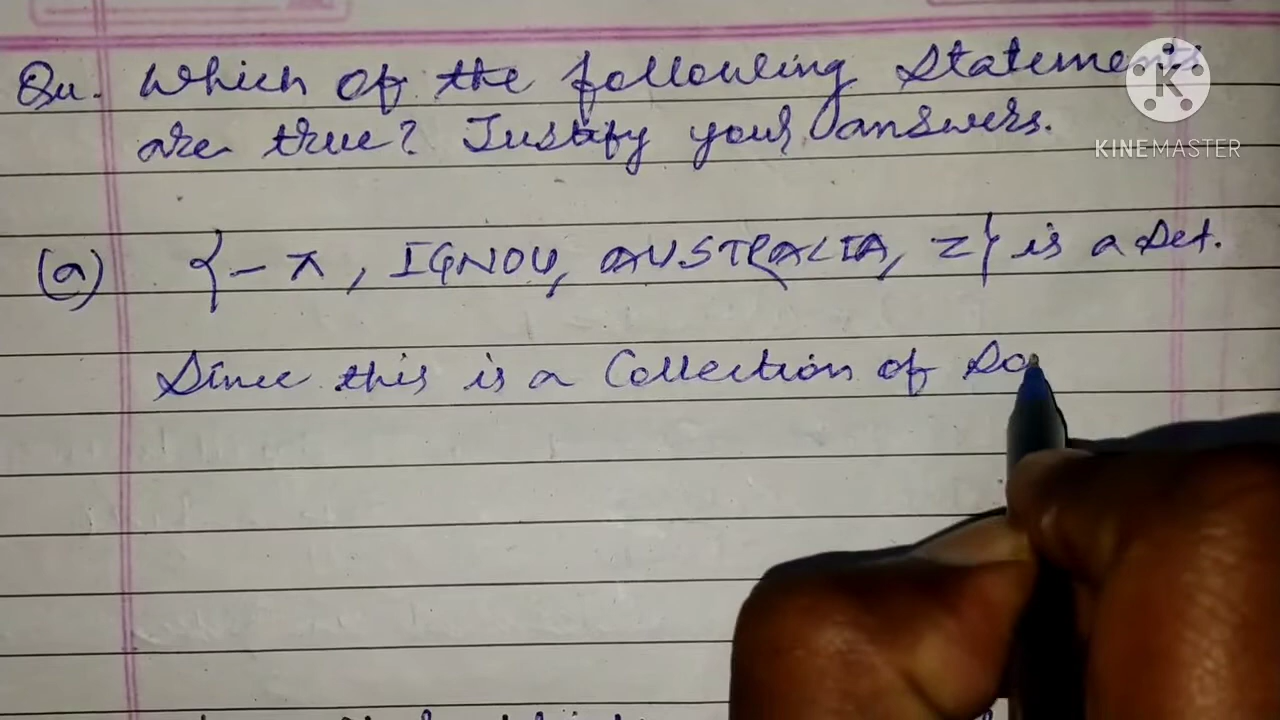 Qu. Which of the following statements
are true? Justify your answers.
KINEMASTER
(a) {-π, IGNOU, AUSTRALIA, Z} is a set.
Since this is a Collection of